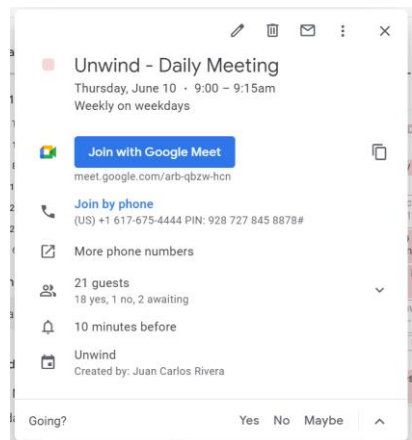 Unwind - Daily Meeting
Thursday, June 10 · 9:00 – 9:15am
Weekly on weekdays
Join with Google Meet
meet.google.com/arb-qbzw-hcn
Join by phone
(US) +1 617-675-4444 PIN: 928 727 845 8878#
More phone numbers
21 guests
18 yes, 1 no, 2 awaiting
10 minutes before
Unwind
Created by: Juan Carlos Rivera
Going? Yes No Maybe